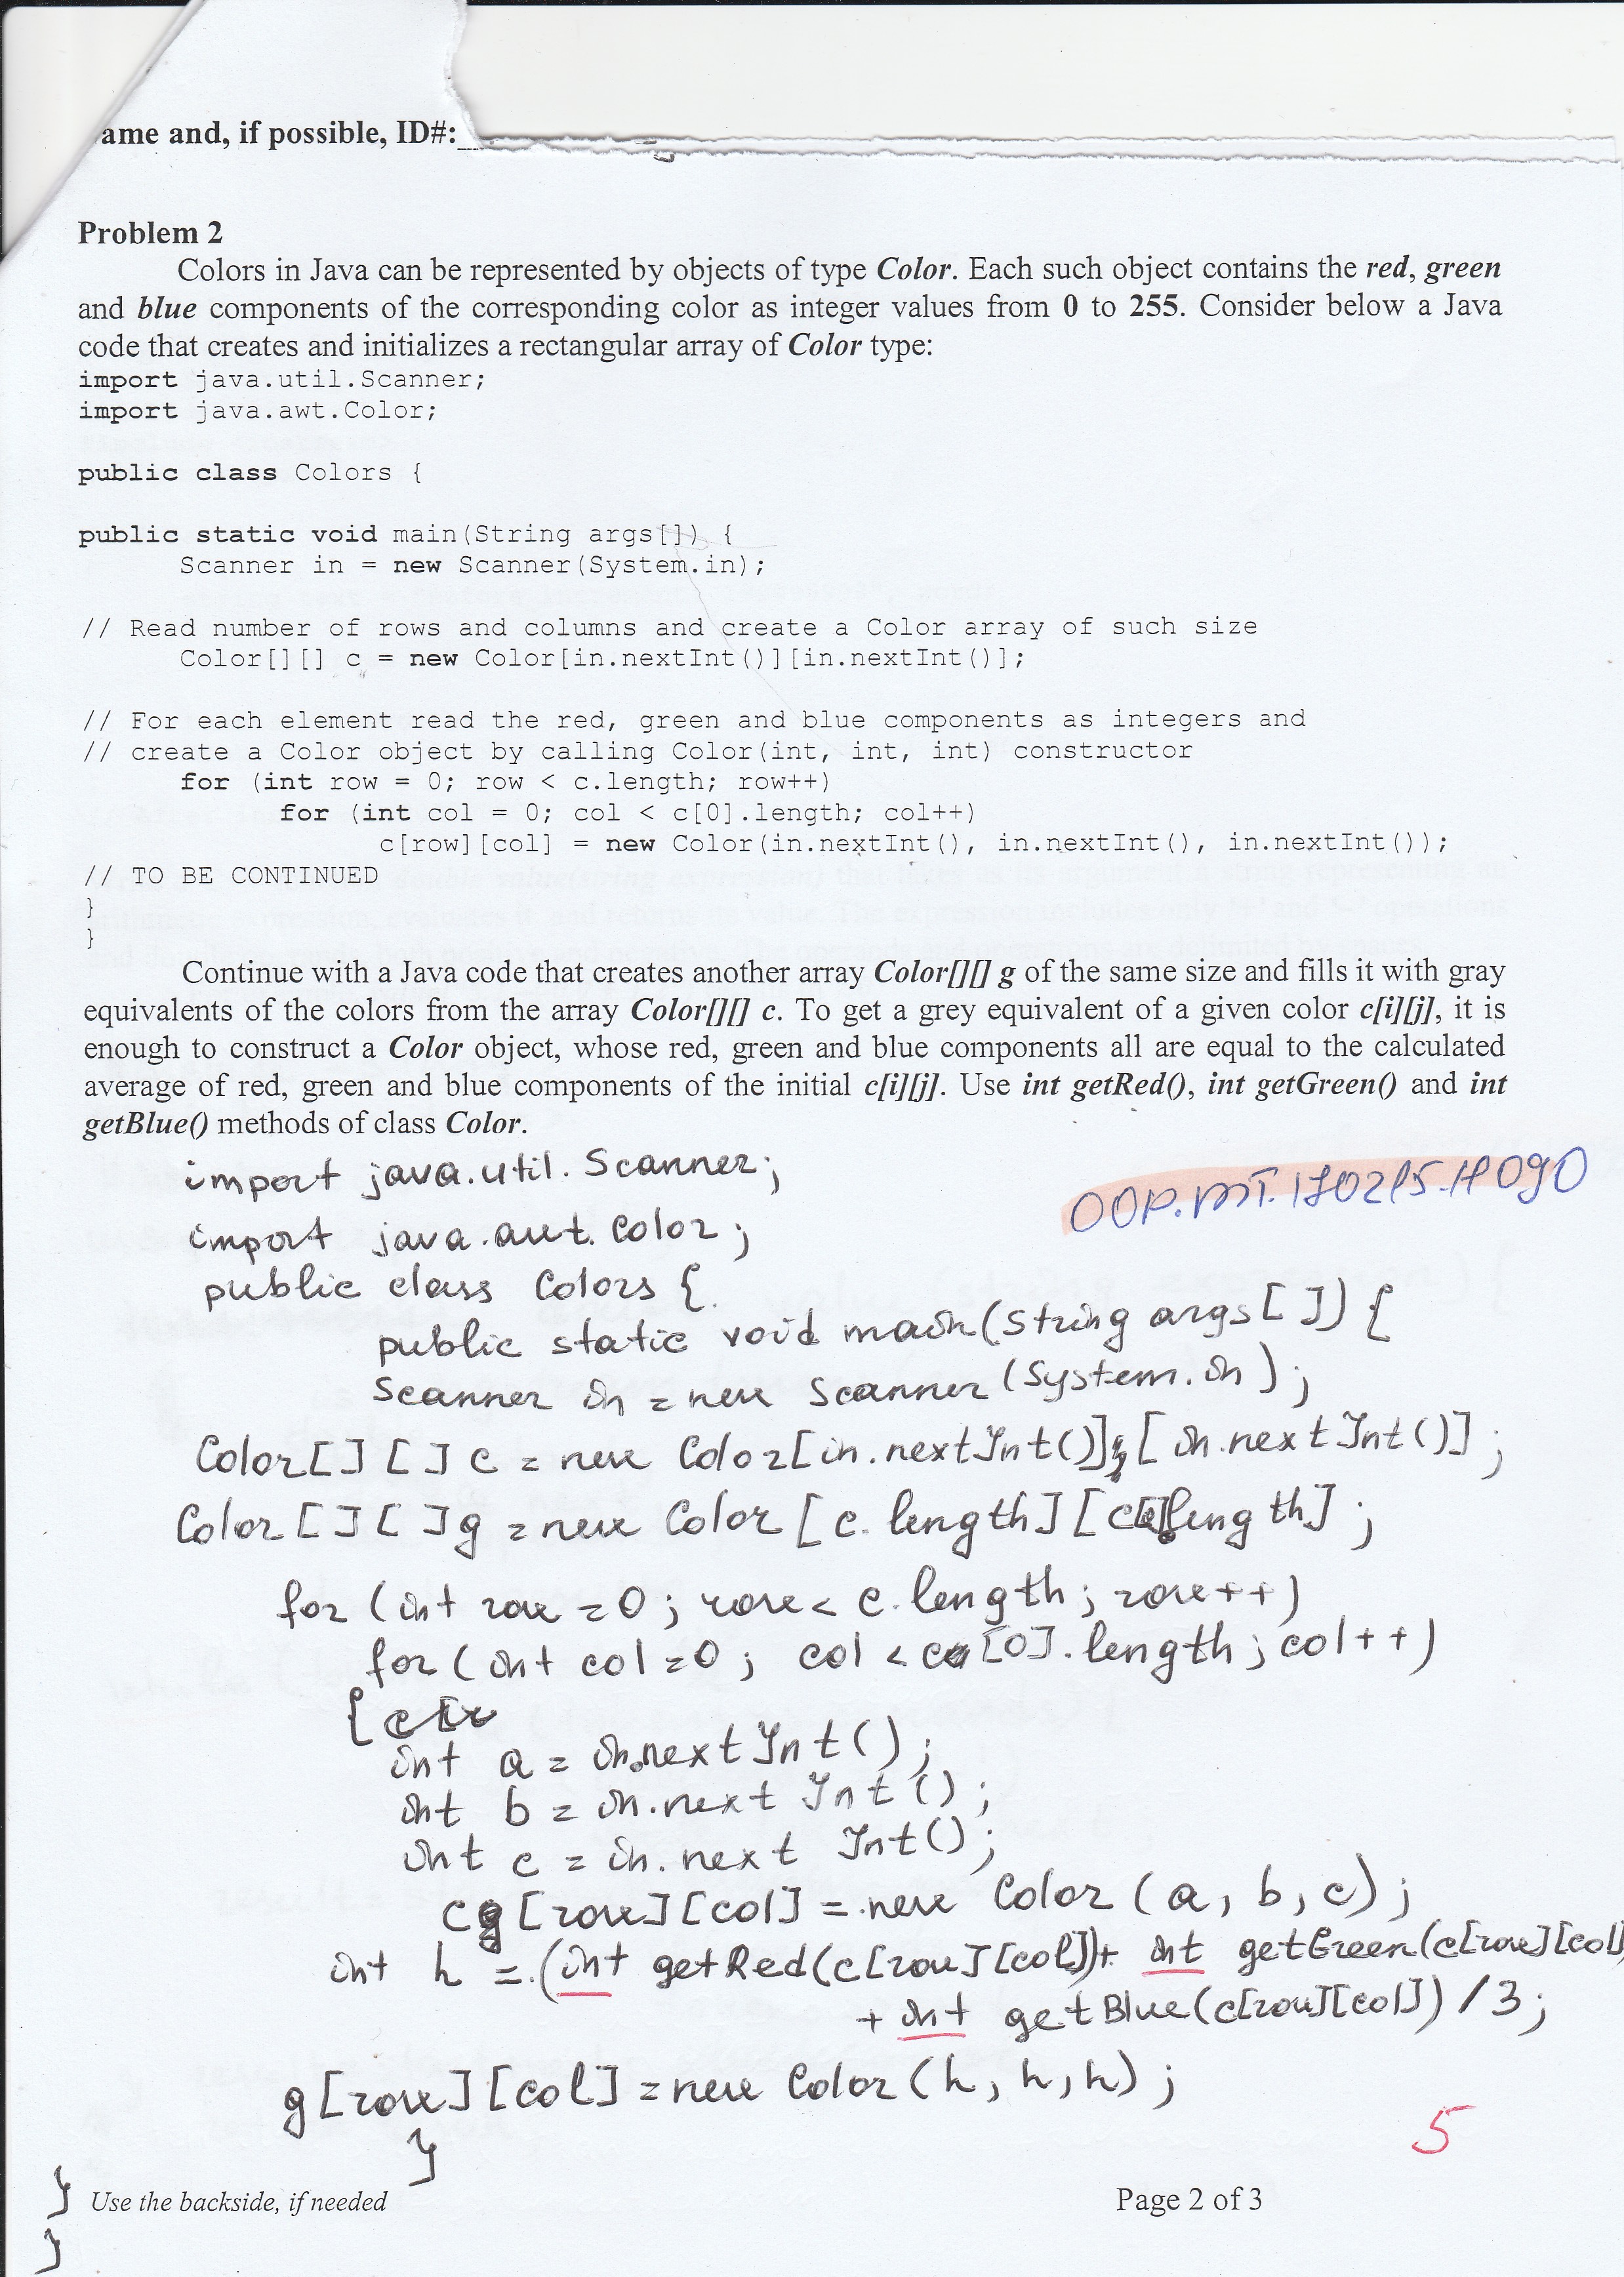 ame and, if possible, ID#:
Problem 2
Colors in Java can be represented by objects of type Color. Each such object contains the red, green
and blue components of the corresponding color as integer values from 0 to 255. Consider below a Java
code that creates and initializes a rectangular array of Color type:
import java.util.Scanner;
import java.awt.Color;
public class Colors {
public static void main(String args[]) {
Scanner in = new Scanner(System.in);
// Read number of rows and columns and create a Color array of such size
Color[][] c = new Color[in.nextInt()][in.nextInt()];
// For each element read the red, green and blue components as integers and
// create a Color object by calling Color(int, int, int) constructor
for (int row = 0; row < c.length; row++)
for (int col = 0; col < c[0].length; col++)
c[row][col] = new Color(in.nextInt(), in.nextInt(), in.nextInt());
// TO BE CONTINUED
}
}
Continue with a Java code that creates another array Color[][] g of the same size and fills it with gray
equivalents of the colors from the array Color[][] c. To get a grey equivalent of a given color c[i][j], it is
enough to construct a Color object, whose red, green and blue components all are equal to the calculated
average of red, green and blue components of the initial c[i][j]. Use int getRed(), int getGreen() and int
getBlue() methods of class Color.
import java.util.Scanner;
OOP.MT.170215.H090
import java.awt.Color;
public class Colors {
public static void main(String args[]) {
Scanner in = new Scanner(System.in);
Color[][] c = new Color[in.nextInt()][in.nextInt()];
Color[][]g = new Color[c.length][c[0].length];
for (int row = 0; row < c.length; row++)
for (int col = 0; col < c[0].length; col++)
{
int a = in.nextInt();
int b = in.nextInt();
int c = in.nextInt();
c[row][col] = new Color(a, b, c);
int h = (int getRed(c[row][col])+ int getGreen(c[row][col]
+ int getBlue(c[row][col]) /3;
g[row][col] = new Color(h, h, h);
}
5
} Use the backside, if needed Page 2 of 3
}